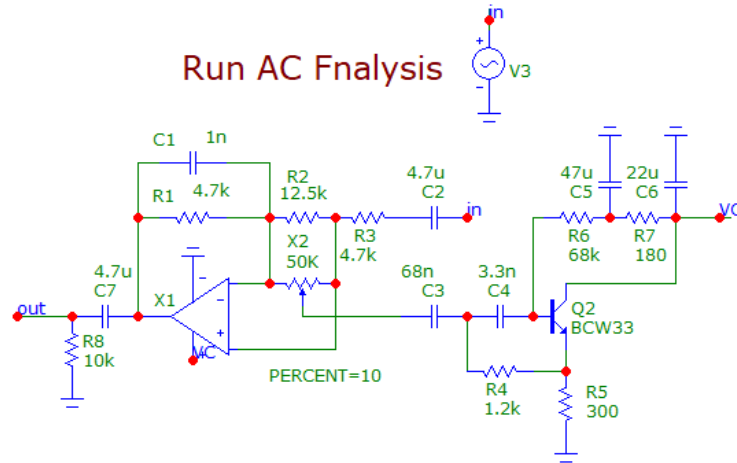 in
Run AC Fnalysis
V3
C1
1n
R1
4.7k
R2
12.5k
4.7u
C2
in
47u
C5
22u
C6
VC
R3
4.7k
R6
68k
R7
180
X2
50K
4.7u
C7
X1
68n
C3
3.3n
C4
Q2
BCW33
out
R8
10k
VC
PERCENT=10
R4
1.2k
R5
300